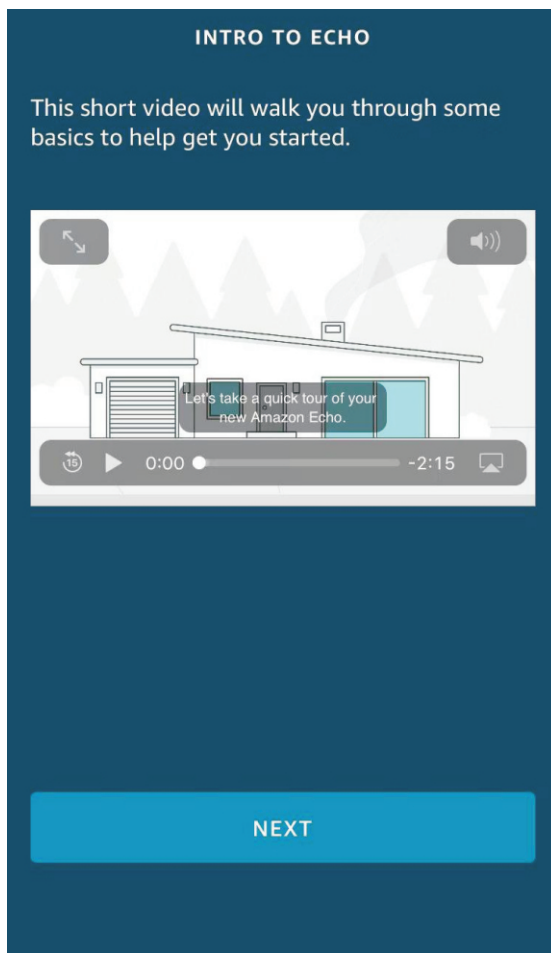 INTRO TO ECHO
This short video will walk you through some
basics to help get you started.
Let's take a quick tour of your
new Amazon Echo.
15
0:00
-2:15
NEXT